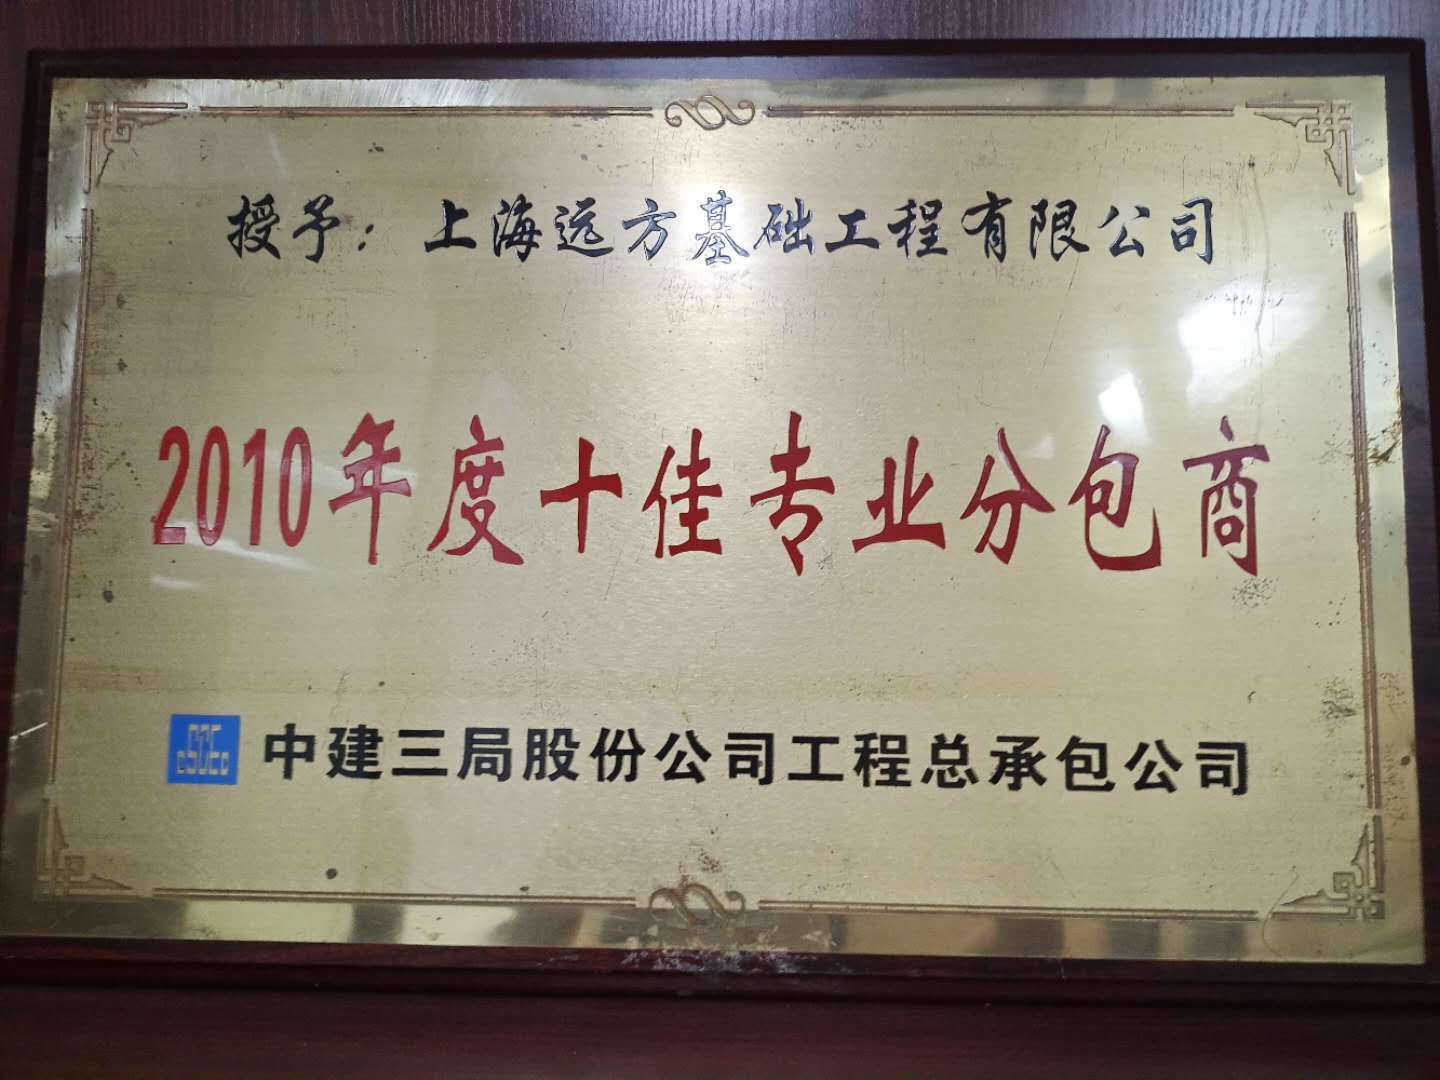 授予：上海远方基础工程有限公司
2010年度十佳专业分包商
CSCEC 中建三局股份公司工程总承包公司